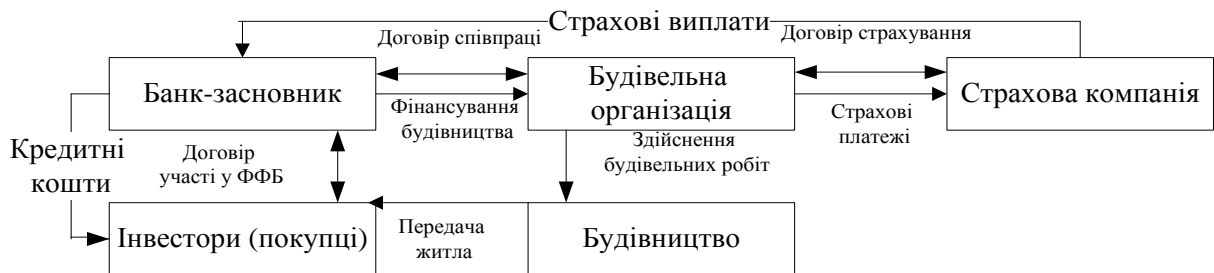 Страхові виплати
Договір співпраці
Договір страхування
Банк-засновник
Будівельна
організація
Страхова компанія
Фінансування
будівництва
Страхові
платежі
Здійснення
будівельних робіт
Кредитні
кошти
Договір
участі у ФФБ
Інвестори (покупці)
Передача
житла
Будівництво